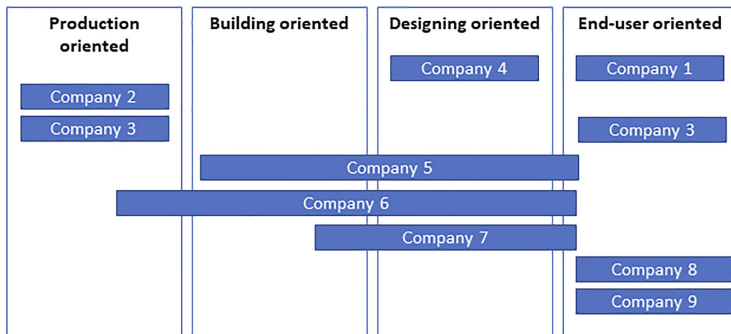 Production
oriented
Building oriented
Designing oriented
End-user oriented
Company 4
Company 1
Company 2
Company 3
Company 3
Company 5
Company 6
Company 7
Company 8
Company 9